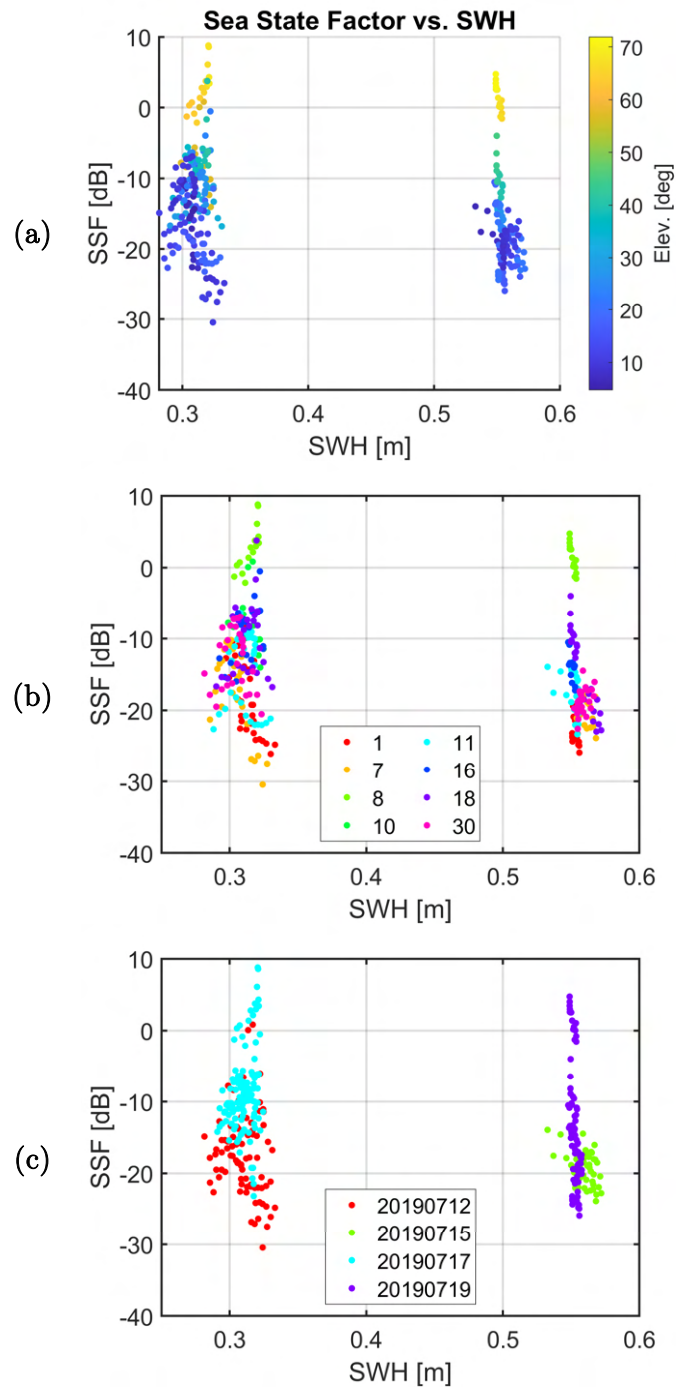 Sea State Factor vs. SWH
(a)
SSF [dB]
10
0
-10
-20
-30
-40
0.3 0.4 0.5 0.6
SWH [m]
70
60
50
40
30
20
10
Elev. [deg]
(b)
SSF [dB]
10
0
-10
-20
-30
-40
1 11
7 16
8 18
10 30
0.3 0.4 0.5 0.6
SWH [m]
(c)
SSF [dB]
10
0
-10
-20
-30
-40
20190712
20190715
20190717
20190719
0.3 0.4 0.5 0.6
SWH [m]